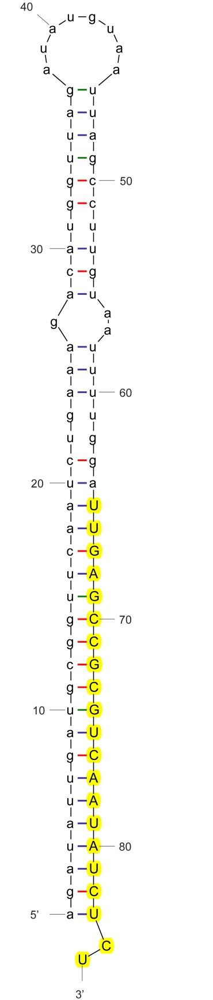 40
u g
a u
u a
a a
g u
a u
u a
u g
g c 50
g c
u u
30 a u
c g
a u
g a
a
a u
a u
a u 60
g u
u g
c g
20 u a
a U
a U
c G
u A
u G
g C 70
g C
c G
g C
10 u G
a U
g C
u A
u A
a U
u A 80
a U
g C
5’ a U
C
U
3’